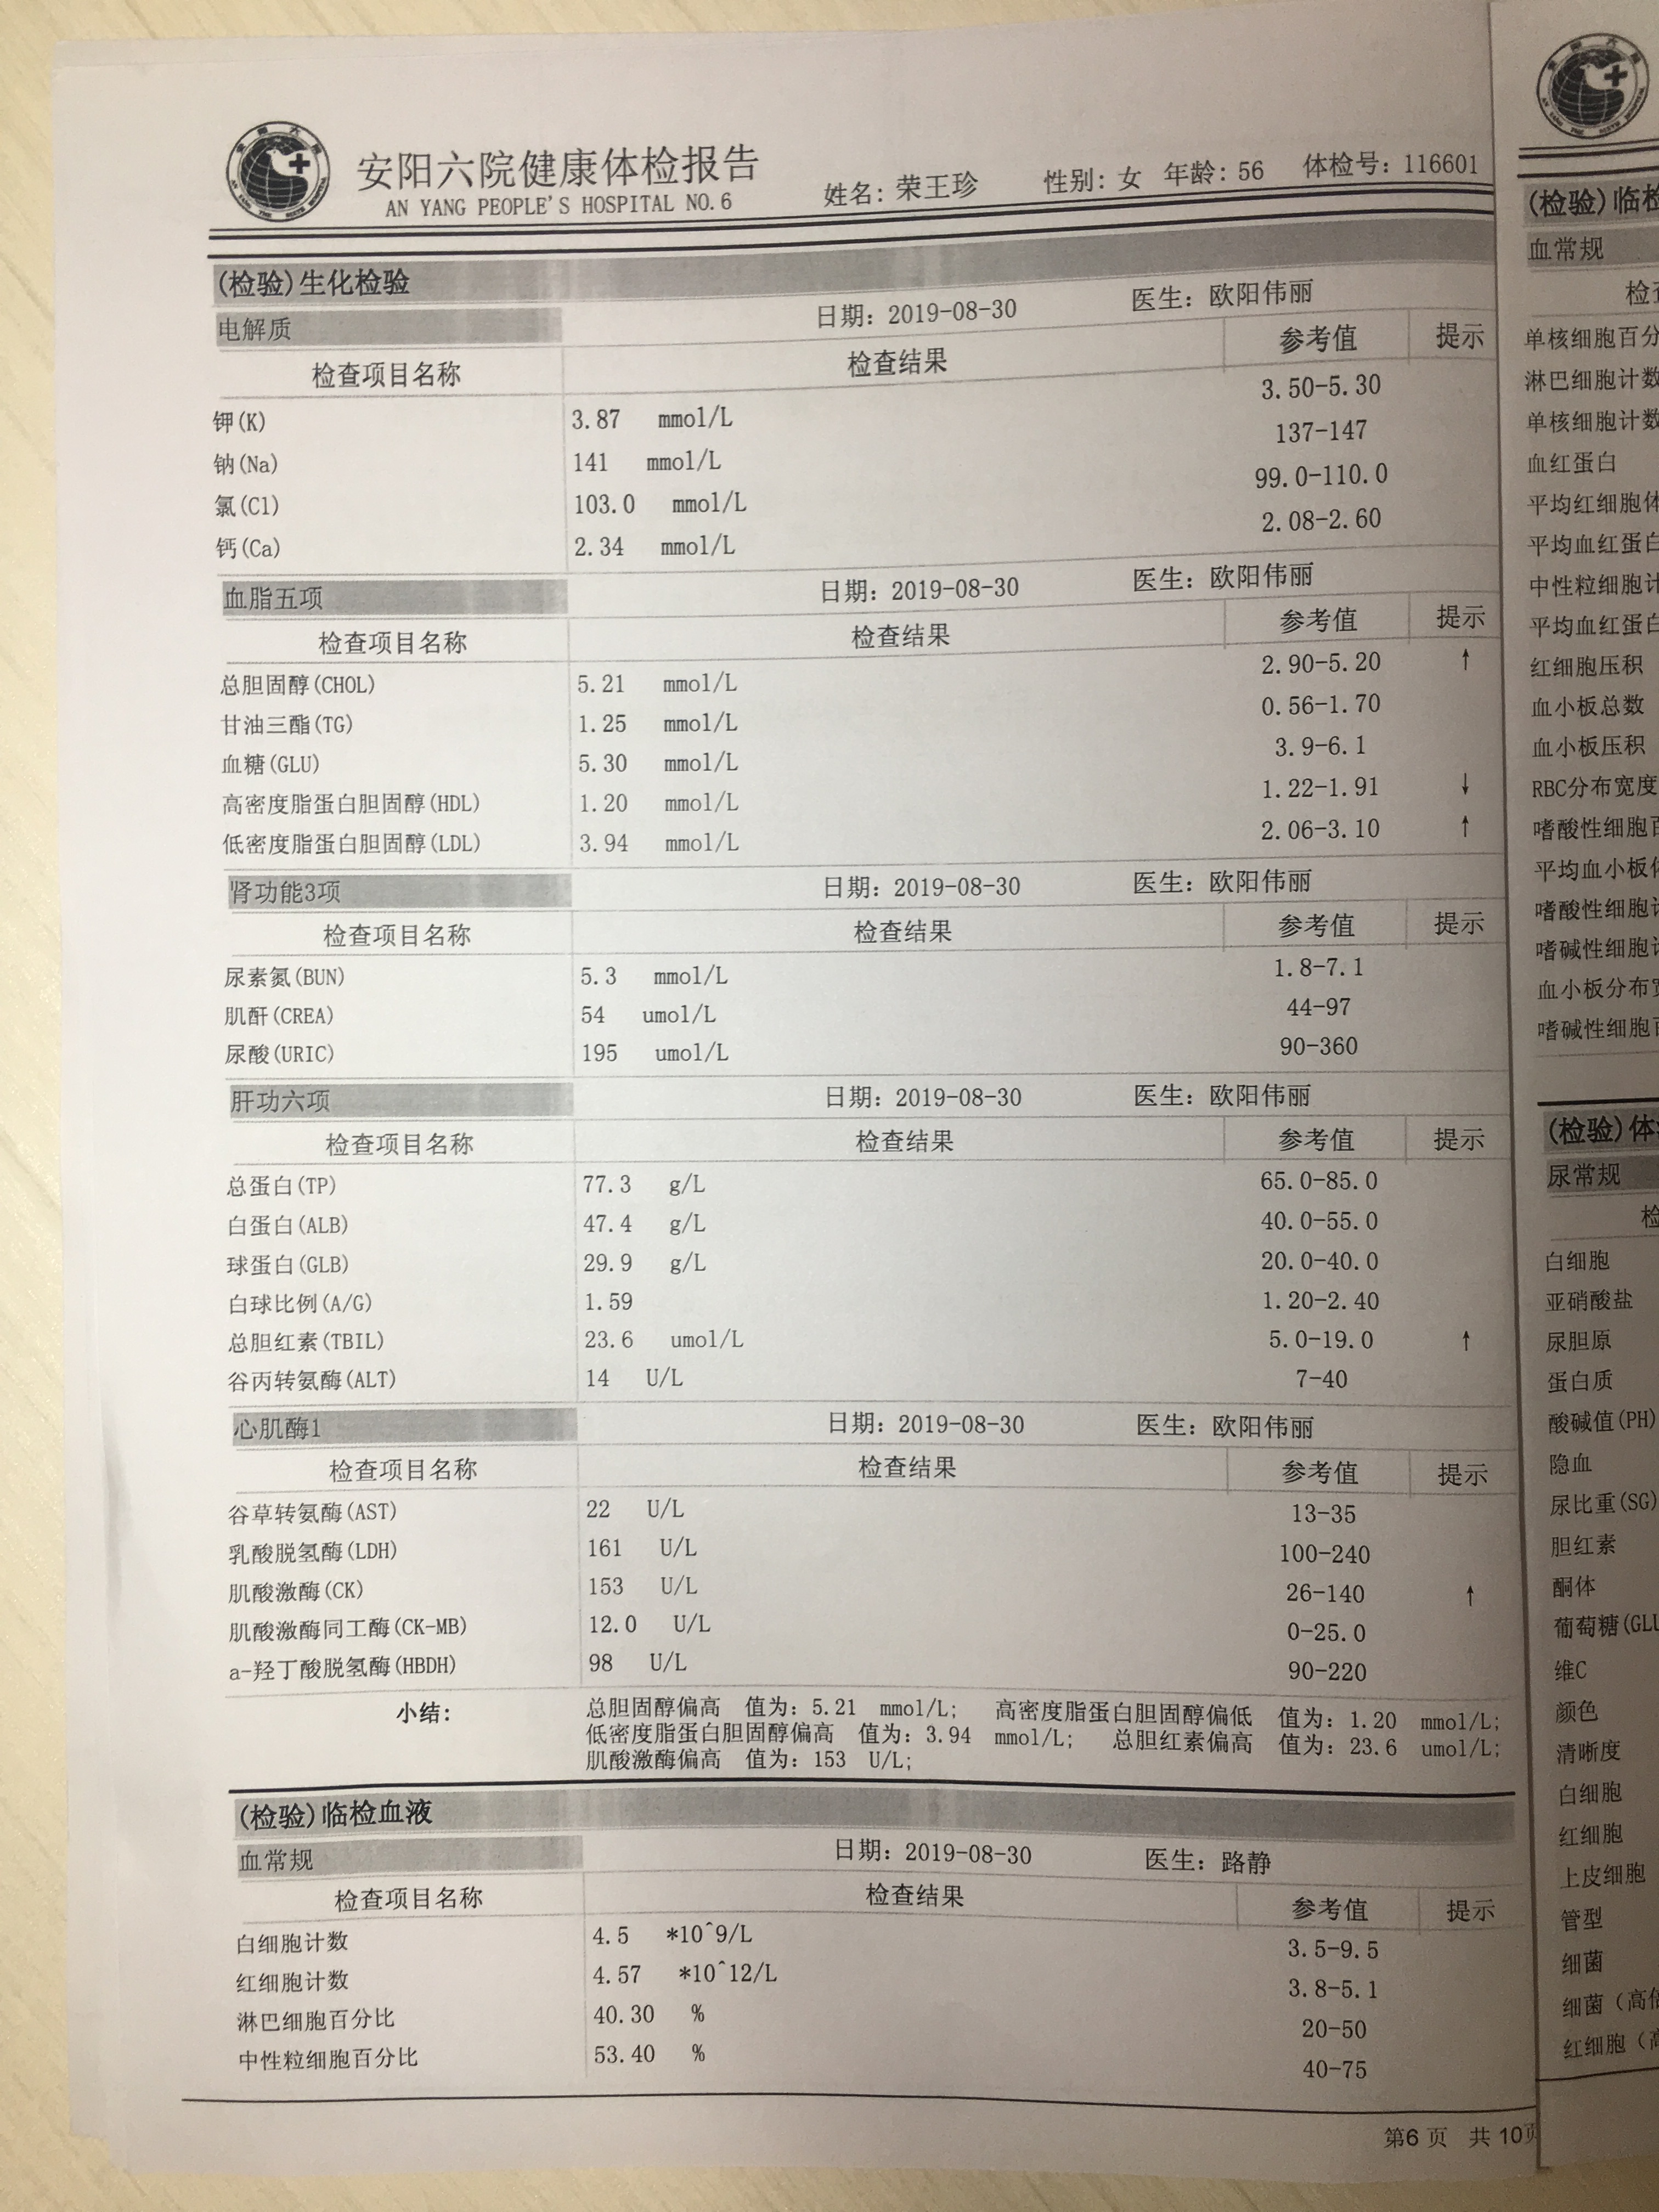 安阳六院健康体检报告
AN YANG PEOPLE'S HOSPITAL NO.6
姓名: 荣王珍 性别: 女 年龄: 56 体检号: 116601
(检验)生化检验
电解质 日期: 2019-08-30 医生: 欧阳伟丽
检查项目名称 检查结果 参考值 提示
钾(K) 3.87 mmol/L 3.50-5.30
钠(Na) 141 mmol/L 137-147
氯(Cl) 103.0 mmol/L 99.0-110.0
钙(Ca) 2.34 mmol/L 2.08-2.60
血脂五项 日期: 2019-08-30 医生: 欧阳伟丽
检查项目名称 检查结果 参考值 提示
总胆固醇(CHOL) 5.21 mmol/L 2.90-5.20 ↑
甘油三酯(TG) 1.25 mmol/L 0.56-1.70
血糖(GLU) 5.30 mmol/L 3.9-6.1
高密度脂蛋白胆固醇(HDL) 1.20 mmol/L 1.22-1.91 ↓
低密度脂蛋白胆固醇(LDL) 3.94 mmol/L 2.06-3.10 ↑
肾功能3项 日期: 2019-08-30 医生: 欧阳伟丽
检查项目名称 检查结果 参考值 提示
尿素氮(BUN) 5.3 mmol/L 1.8-7.1
肌酐(CREA) 54 umol/L 44-97
尿酸(URIC) 195 umol/L 90-360
肝功六项 日期: 2019-08-30 医生: 欧阳伟丽
检查项目名称 检查结果 参考值 提示
总蛋白(TP) 77.3 g/L 65.0-85.0
白蛋白(ALB) 47.4 g/L 40.0-55.0
球蛋白(GLB) 29.9 g/L 20.0-40.0
白球比例(A/G) 1.59 1.20-2.40
总胆红素(TBIL) 23.6 umol/L 5.0-19.0 ↑
谷丙转氨酶(ALT) 14 U/L 7-40
心肌酶1 日期: 2019-08-30 医生: 欧阳伟丽
检查项目名称 检查结果 参考值 提示
谷草转氨酶(AST) 22 U/L 13-35
乳酸脱氢酶(LDH) 161 U/L 100-240
肌酸激酶(CK) 153 U/L 26-140 ↑
肌酸激酶同工酶(CK-MB) 12.0 U/L 0-25.0
a-羟丁酸脱氢酶(HBDH) 98 U/L 90-220
小结: 总胆固醇偏高 值为: 5.21 mmol/L; 高密度脂蛋白胆固醇偏低 值为: 1.20 mmol/L;
低密度脂蛋白胆固醇偏高 值为: 3.94 mmol/L; 总胆红素偏高 值为: 23.6 umol/L;
肌酸激酶偏高 值为: 153 U/L;
(检验)临检血液
血常规 日期: 2019-08-30 医生: 路静
检查项目名称 检查结果 参考值 提示
白细胞计数 4.5 *10^9/L 3.5-9.5
红细胞计数 4.57 *10^12/L 3.8-5.1
淋巴细胞百分比 40.30 % 20-50
中性粒细胞百分比 53.40 % 40-75
第6 页 共 10页
(检验)临检
血常规
检
单核细胞百分
淋巴细胞计数
单核细胞计数
血红蛋白
平均红细胞体
平均血红蛋白
中性粒细胞计
平均血红蛋白
红细胞压积
血小板总数
血小板压积
RBC分布宽度
嗜酸性细胞百
平均血小板体
嗜酸性细胞计
嗜碱性细胞计
血小板分布宽
嗜碱性细胞百
(检验)体
尿常规
检
白细胞
亚硝酸盐
尿胆原
蛋白质
酸碱值(PH)
隐血
尿比重(SG)
胆红素
酮体
葡萄糖(GLU
维C
颜色
清晰度
白细胞
红细胞
上皮细胞
管型
细菌
细菌（高倍
红细胞（高